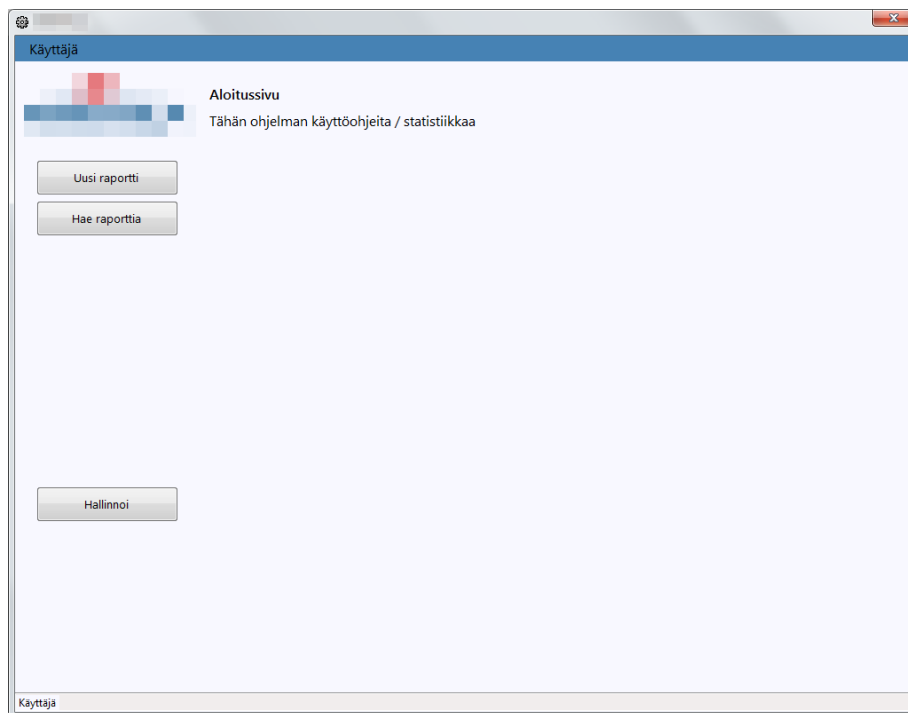 Käyttäjä
Aloitussivu
Tähän ohjelman käyttöohjeita / statistiikkaa
Uusi raportti
Hae raporttia
Hallinnoi
Käyttäjä